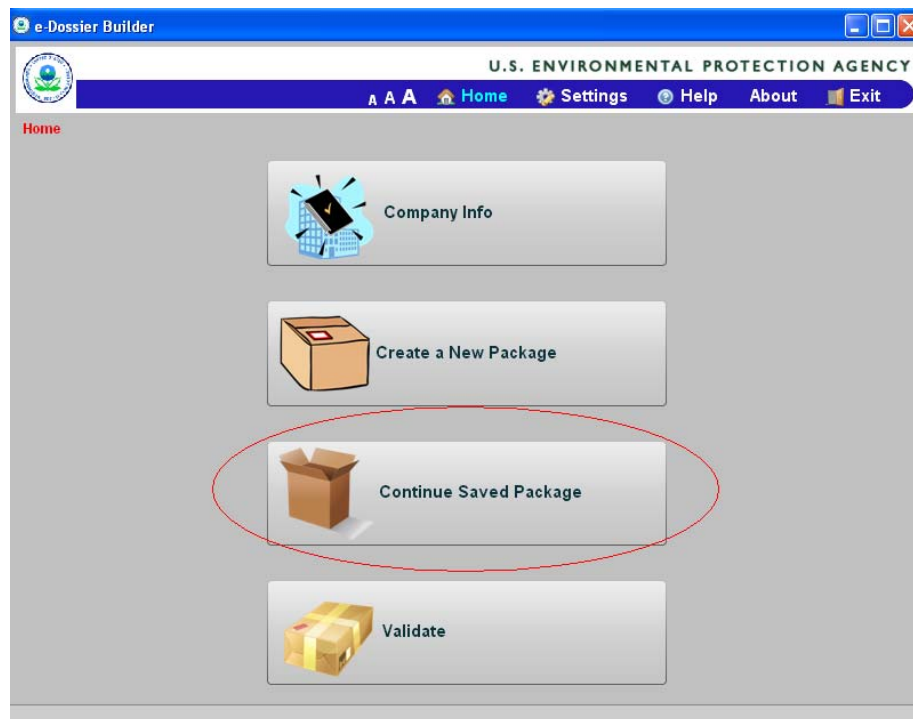 e-Dossier Builder
U.S. ENVIRONMENTAL PROTECTION AGENCY
A A A Home Settings Help About Exit
Home
Company Info
Create a New Package
Continue Saved Package
Validate